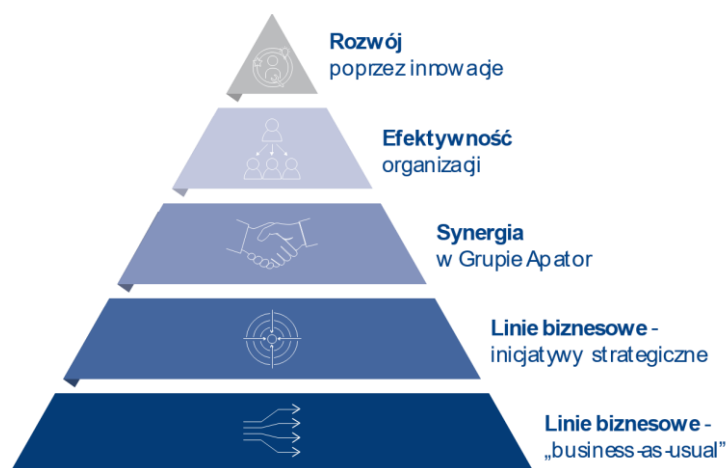 Rozwój
poprzez innowacje
Efektywność
organizacji
Synergia
w Grupie Apator
Linie biznesowe -
inicjatywy strategiczne
Linie biznesowe -
„business-as-usual”